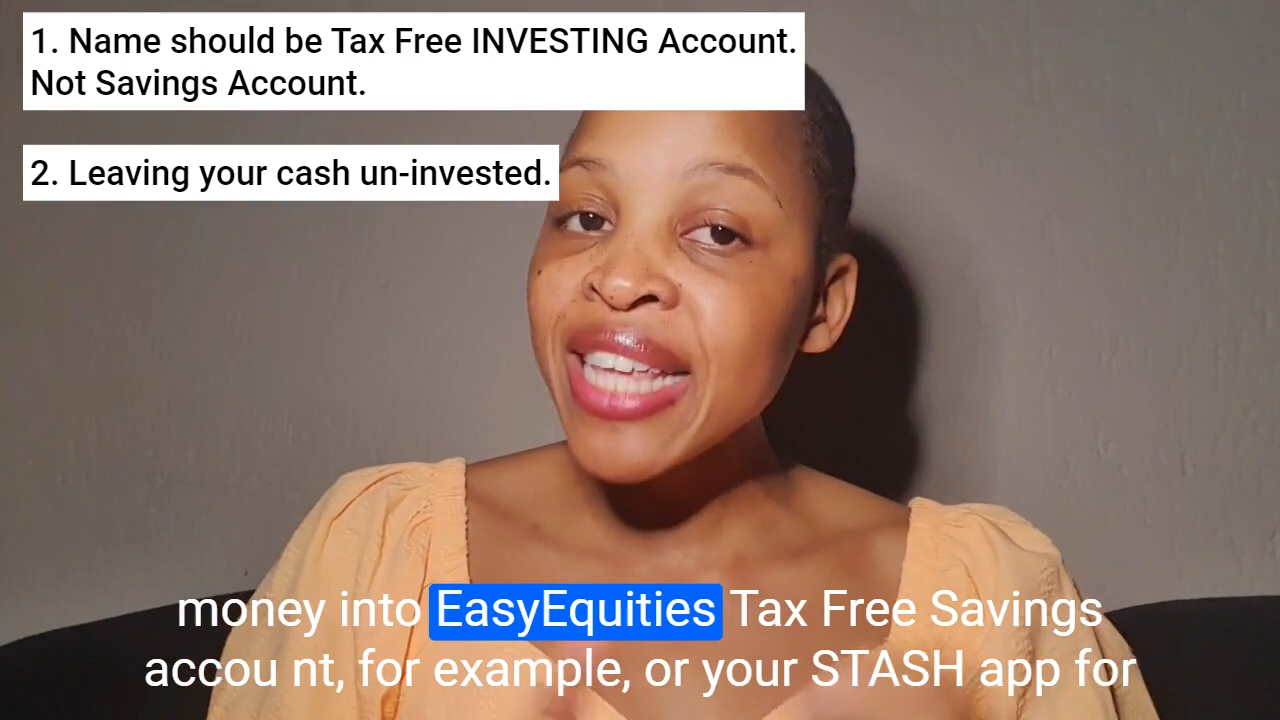 1. Name should be Tax Free INVESTING Account.
Not Savings Account.
2. Leaving your cash un-invested.
money into EasyEquities Tax Free Savings
accou nt, for example, or your STASH app for